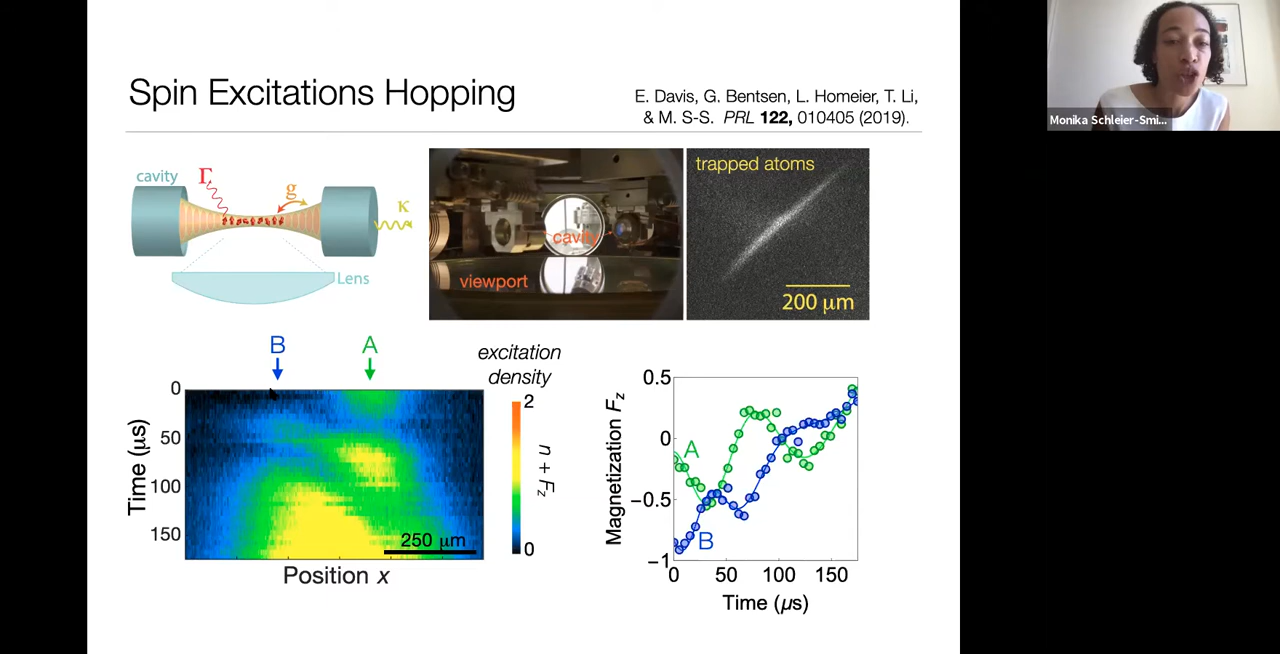 Spin Excitations Hopping
E. Davis, G. Bentsen, L. Homeier, T. Li,
& M. S-S. PRL 122, 010405 (2019).
Monika Schleier-Smi...
cavity
Γ
g
κ
Lens
cavity
viewport
trapped atoms
200 μm
B
A
excitation
density
0
50
100
150
Time (μs)
250 μm
Position x
2
0
n + Fz
0.5
0
−0.5
−1
Magnetization Fz
A
B
0
50
100
150
Time (μs)